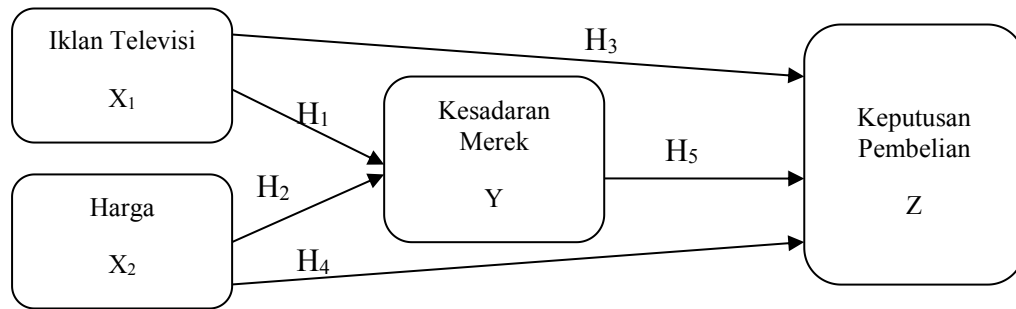 Iklan Televisi
X₁
H₃
H₁
Kesadaran
Merek
Y
H₅
Keputusan
Pembelian
Z
H₂
Harga
X₂
H₄